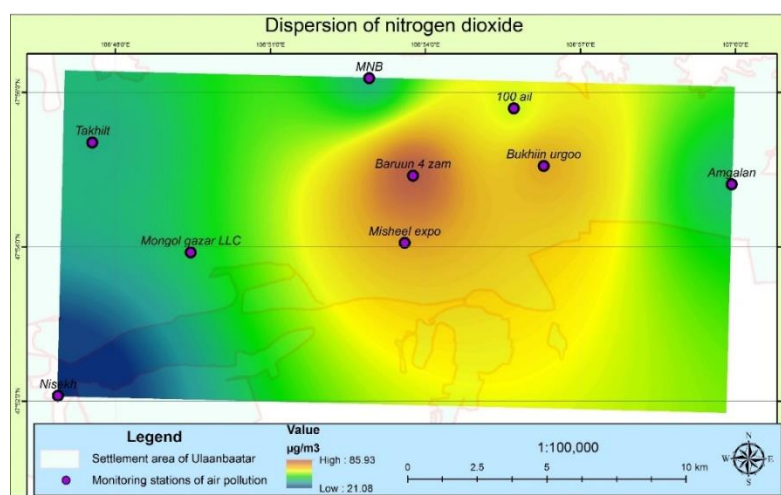 Dispersion of nitrogen dioxide
MNB
100 ail
Takhilt
Baruun 4 zam
Bukhiin urgoo
Amgalan
Misheel expo
Mongol gazar LLC
Nisekh
Legend
Settlement area of Ulaanbaatar
Monitoring stations of air pollution
Value
µg/m3
High : 85.93
Low : 21.08
1:100,000
0 2.5 5 10 km
N
W E
S